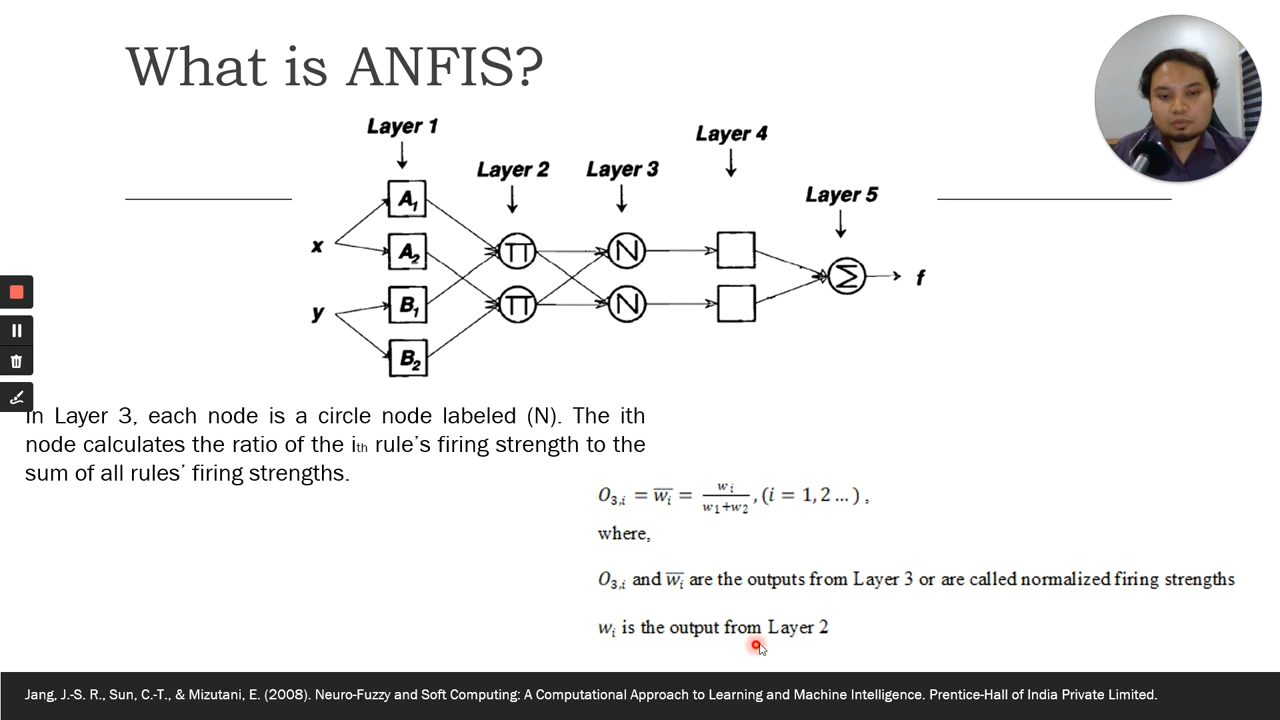 What is ANFIS?
Layer 1
Layer 2
Layer 3
Layer 4
Layer 5
x
y
A₁
A₂
B₁
B₂
∏
∏
N
N
∑
f
In Layer 3, each node is a circle node labeled (N). The ith
node calculates the ratio of the ith rule's firing strength to the
sum of all rules' firing strengths.
O₃,ᵢ = w̅ᵢ = wᵢ / w₁+w₂ , (i = 1, 2 ...) ,
where,
O₃,ᵢ and w̅ᵢ are the outputs from Layer 3 or are called normalized firing strengths
wᵢ is the output from Layer 2
Jang, J.-S. R., Sun, C.-T., & Mizutani, E. (2008). Neuro-Fuzzy and Soft Computing: A Computational Approach to Learning and Machine Intelligence. Prentice-Hall of India Private Limited.